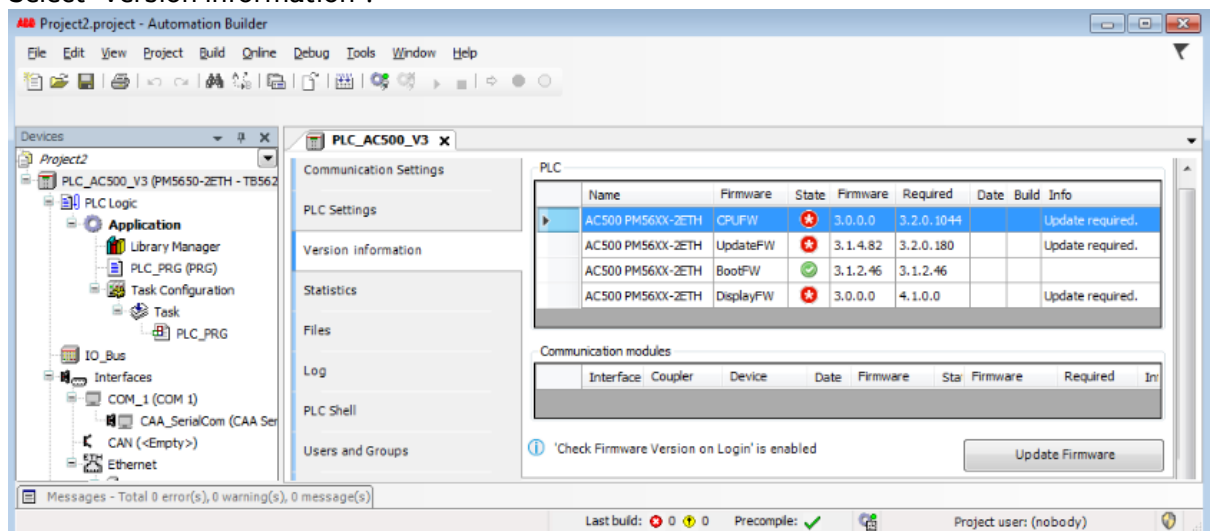 Select "Version information".
Project2.project - Automation Builder
File Edit View Project Build Online Debug Tools Window Help
Devices
Project2
PLC_AC500_V3 (PM5650-2ETH - TB562
PLC Logic
Application
Library Manager
PLC_PRG (PRG)
Task Configuration
Task
PLC_PRG
IO_Bus
Interfaces
COM_1 (COM 1)
CAA_SerialCom (CAA Ser
CAN (<Empty>)
Ethernet
PLC_AC500_V3
Communication Settings
PLC Settings
Version information
Statistics
Files
Log
PLC Shell
Users and Groups
PLC
Name Firmware State Firmware Required Date Build Info
AC500 PM56XX-2ETH CPUFW 3.0.0.0 3.2.0.1044 Update required.
AC500 PM56XX-2ETH UpdateFW 3.1.4.82 3.2.0.180 Update required.
AC500 PM56XX-2ETH BootFW 3.1.2.46 3.1.2.46
AC500 PM56XX-2ETH DisplayFW 3.0.0.0 4.1.0.0 Update required.
Communication modules
Interface Coupler Device Date Firmware Sta Firmware Required In
'Check Firmware Version on Login' is enabled
Update Firmware
Messages - Total 0 error(s), 0 warning(s), 0 message(s)
Last build: 0 0 Precompile: Project user: (nobody)